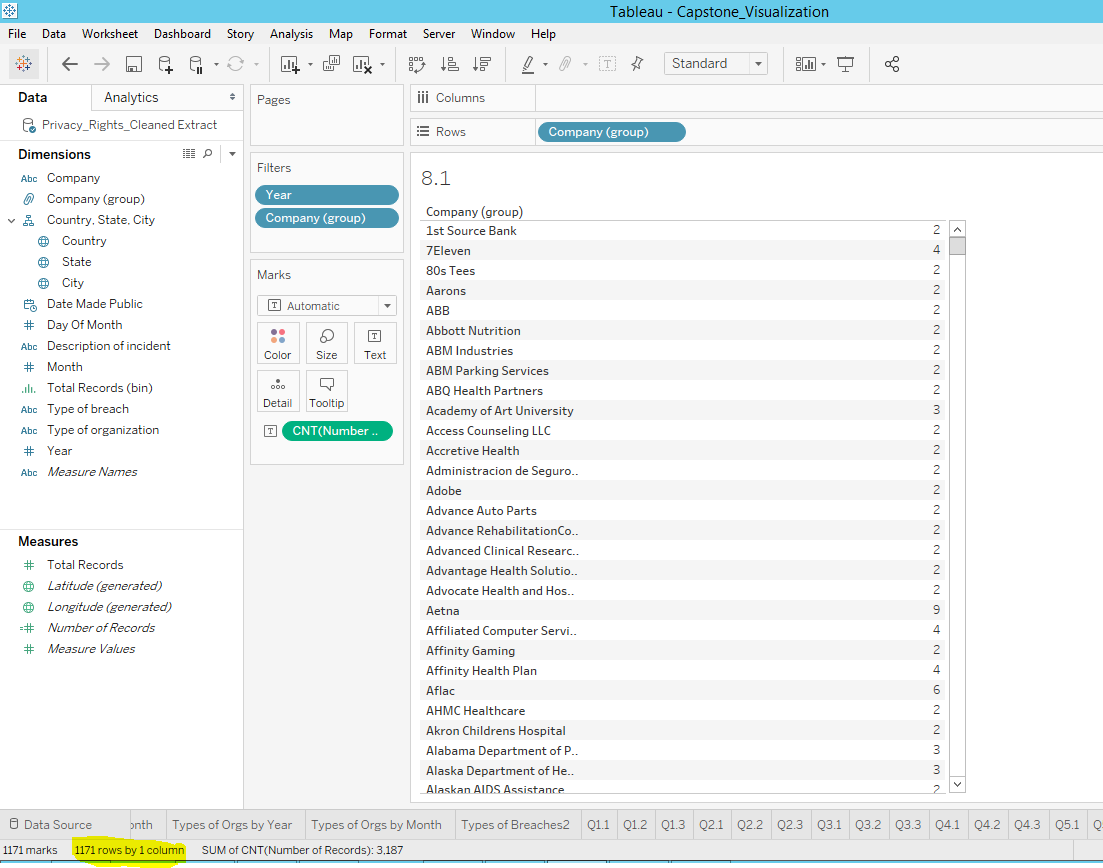 Tableau - Capstone_Visualization
File Data Worksheet Dashboard Story Analysis Map Format Server Window Help
Standard
Data Analytics
Privacy_Rights_Cleaned Extract
Dimensions
Abc Company
Company (group)
Country, State, City
Country
State
City
Date Made Public
Day Of Month
Abc Description of incident
Month
Total Records (bin)
Abc Type of breach
Abc Type of organization
Year
Abc Measure Names
Measures
Total Records
Latitude (generated)
Longitude (generated)
Number of Records
Measure Values
Pages
Filters
Year
Company (group)
Marks
Automatic
Color Size Text
Detail Tooltip
CNT(Number ..
Columns
Rows Company (group)
8.1
Company (group)
1st Source Bank 2
7Eleven 4
80s Tees 2
Aarons 2
ABB 2
Abbott Nutrition 2
ABM Industries 2
ABM Parking Services 2
ABQ Health Partners 2
Academy of Art University 3
Access Counseling LLC 2
Accretive Health 2
Administracion de Seguro.. 2
Adobe 2
Advance Auto Parts 2
Advance RehabilitationCo.. 2
Advanced Clinical Researc.. 2
Advantage Health Solutio.. 2
Advocate Health and Hos.. 2
Aetna 9
Affiliated Computer Servi.. 4
Affinity Gaming 2
Affinity Health Plan 4
Aflac 6
AHMC Healthcare 2
Akron Childrens Hospital 2
Alabama Department of P.. 3
Alaska Department of He.. 3
Alaskan AIDS Assistance 2
Data Source onth Types of Orgs by Year Types of Orgs by Month Types of Breaches2 Q1.1 Q1.2 Q1.3 Q2.1 Q2.2 Q2.3 Q3.1 Q3.2 Q3.3 Q4.1 Q4.2 Q4.3 Q5.1 Q
1171 marks 1171 rows by 1 column SUM of CNT(Number of Records): 3,187